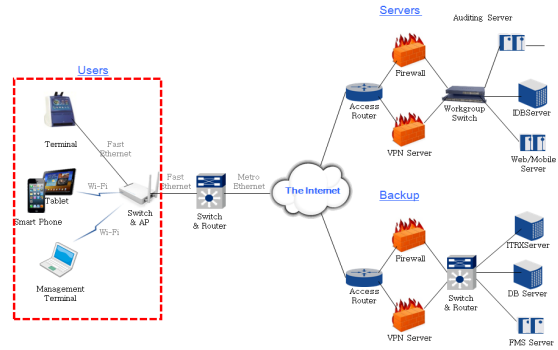 Servers
Auditing Server
Users
Firewall
Access
Router
Workgroup
Switch
IDBServer
Terminal
Fast
Ethernet
VPN Server
Web/Mobile
Server
Wi-Fi
Fast
Ethernet
Metro
Ethernet
The Internet
Tablet
Smart Phone
Switch
& AP
Switch
& Router
Backup
Wi-Fi
Firewall
ITRXServer
Management
Terminal
Access
Router
Switch
& Router
DB Server
VPN Server
FMS Server